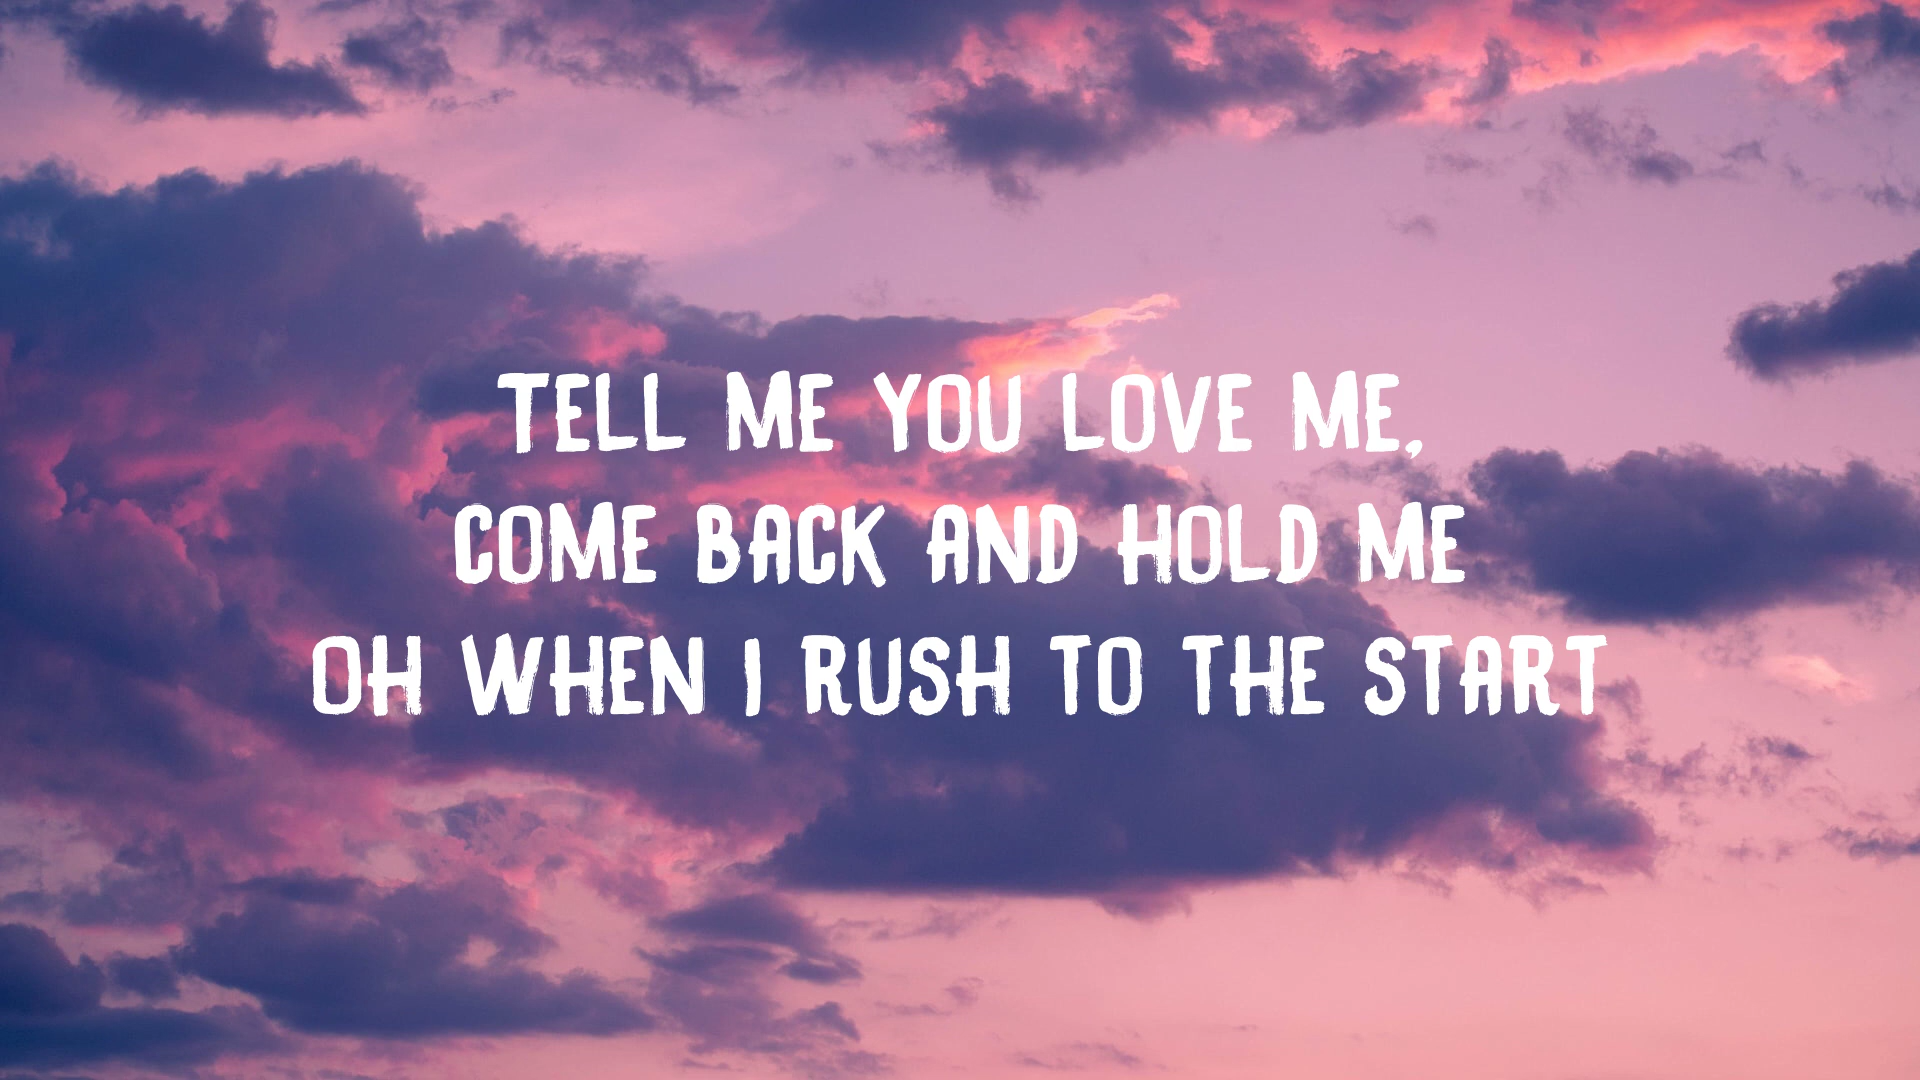 TELL ME YOU LOVE ME,
COME BACK AND HOLD ME
OH WHEN I RUSH TO THE START